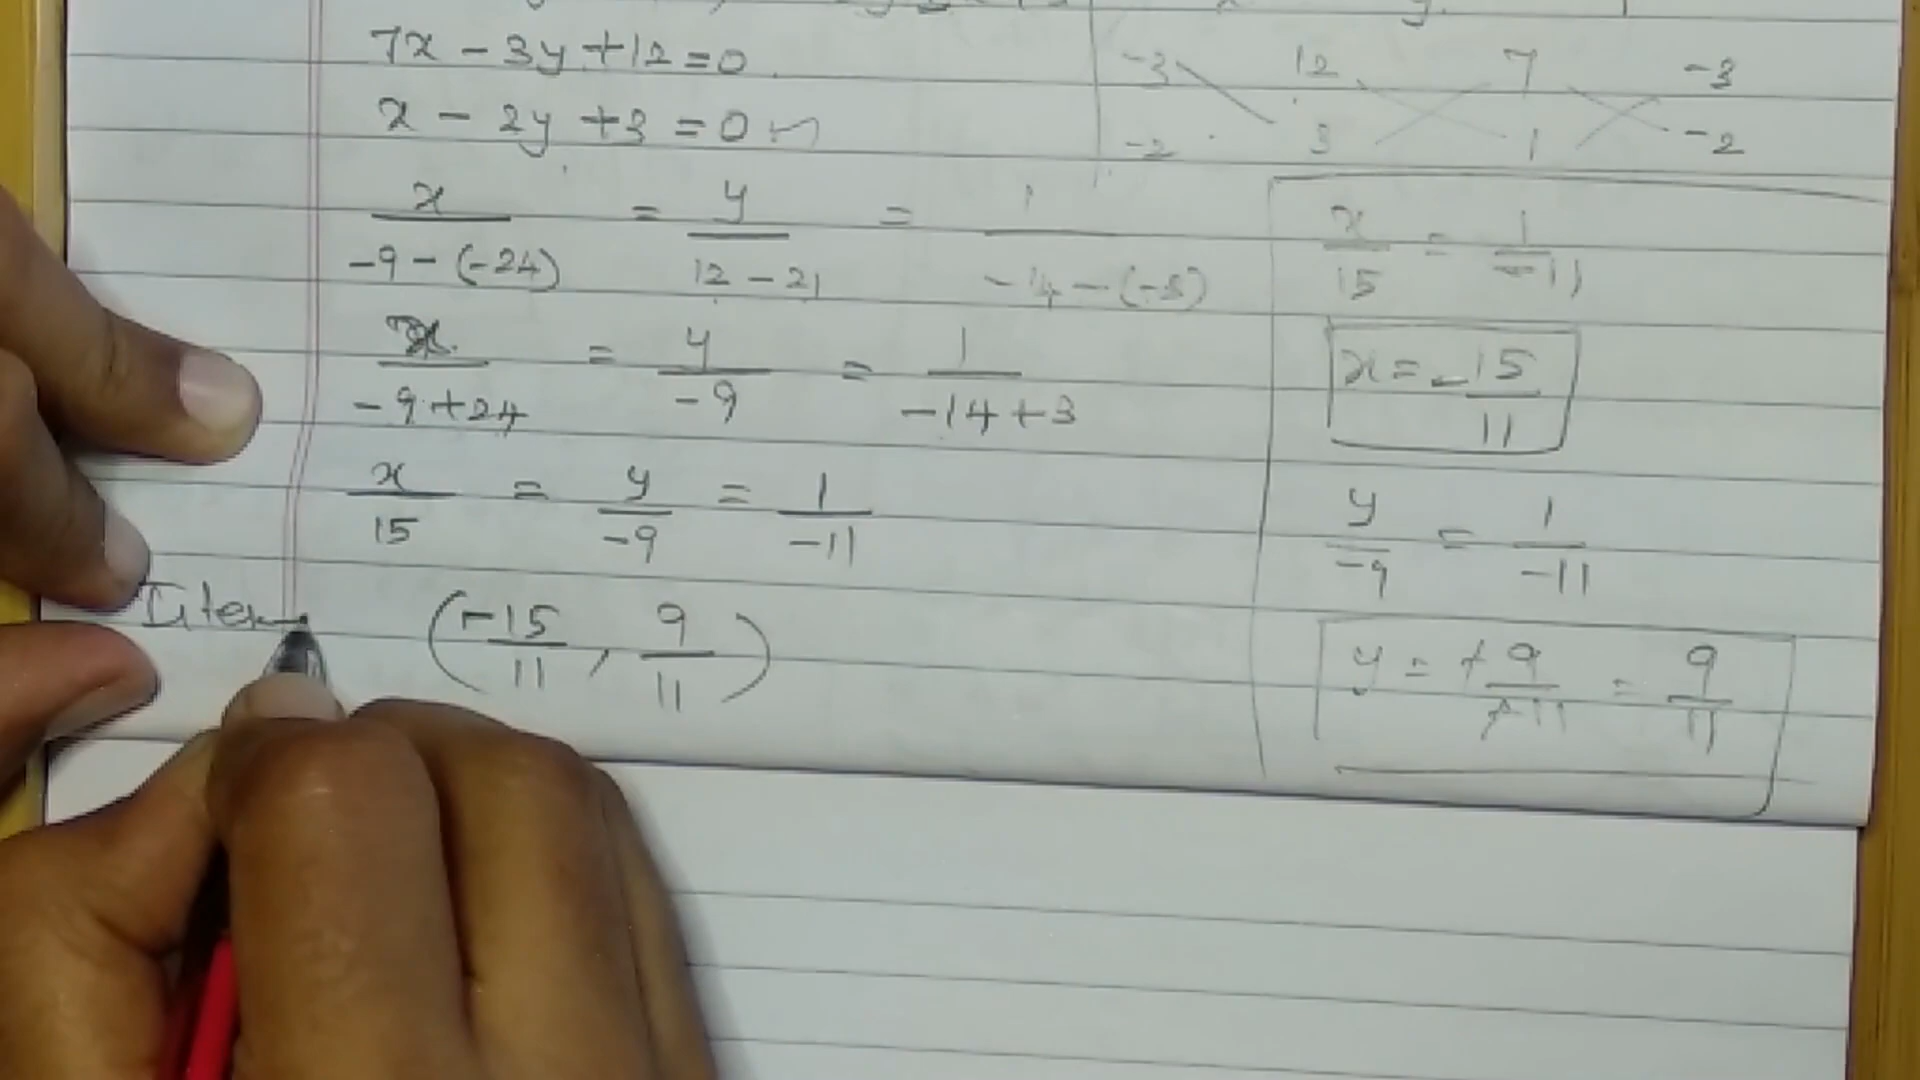 7x - 3y + 12 = 0
x - 2y + 3 = 0
x/-9-(-24) = y/12-21 = 1/-14-(-3)
x/-9+24 = y/-9 = 1/-14+3
x/15 = y/-9 = 1/-11
(-15/11, 9/11)
-3 12 7 -3
-2 3 1 -2
x/15 = 1/-11
x = -15/11
y/-9 = 1/-11
y = +9/+11 = 9/11